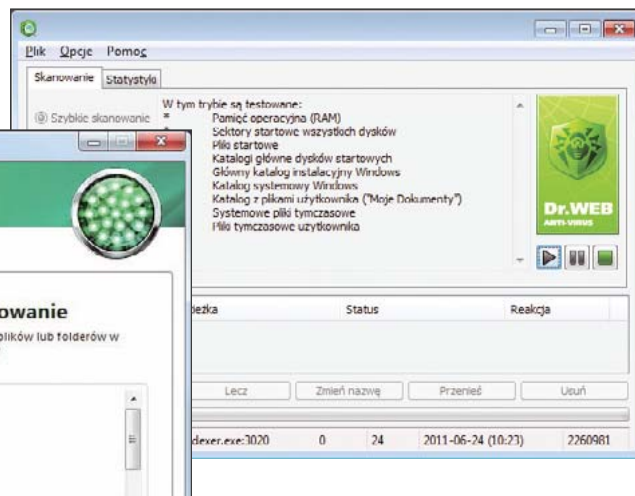 Plik Opcje Pomoc
Skanowanie Statystyki
Szybkie skanowanie
W tym trybie są testowane:
* Pamięć operacyjna (RAM)
* Sektory startowe wszystkich dysków
Pliki startowe
Katalogi główne dysków startowych
Główny katalog instalacyjny Windows
Katalog systemowy Windows
Katalog z plikami użytkownika ("Moje Dokumenty")
Systemowe pliki tymczasowe
Pliki tymczasowe użytkownika
Dr.WEB
ANTI-VIRUS
owanie
plików lub folderów w
ieżka Status Reakcja
Lecz Zmień nazwę Przenieś Usuń
dexer.exe:3020 0 24 2011-06-24 (10:23) 2260981